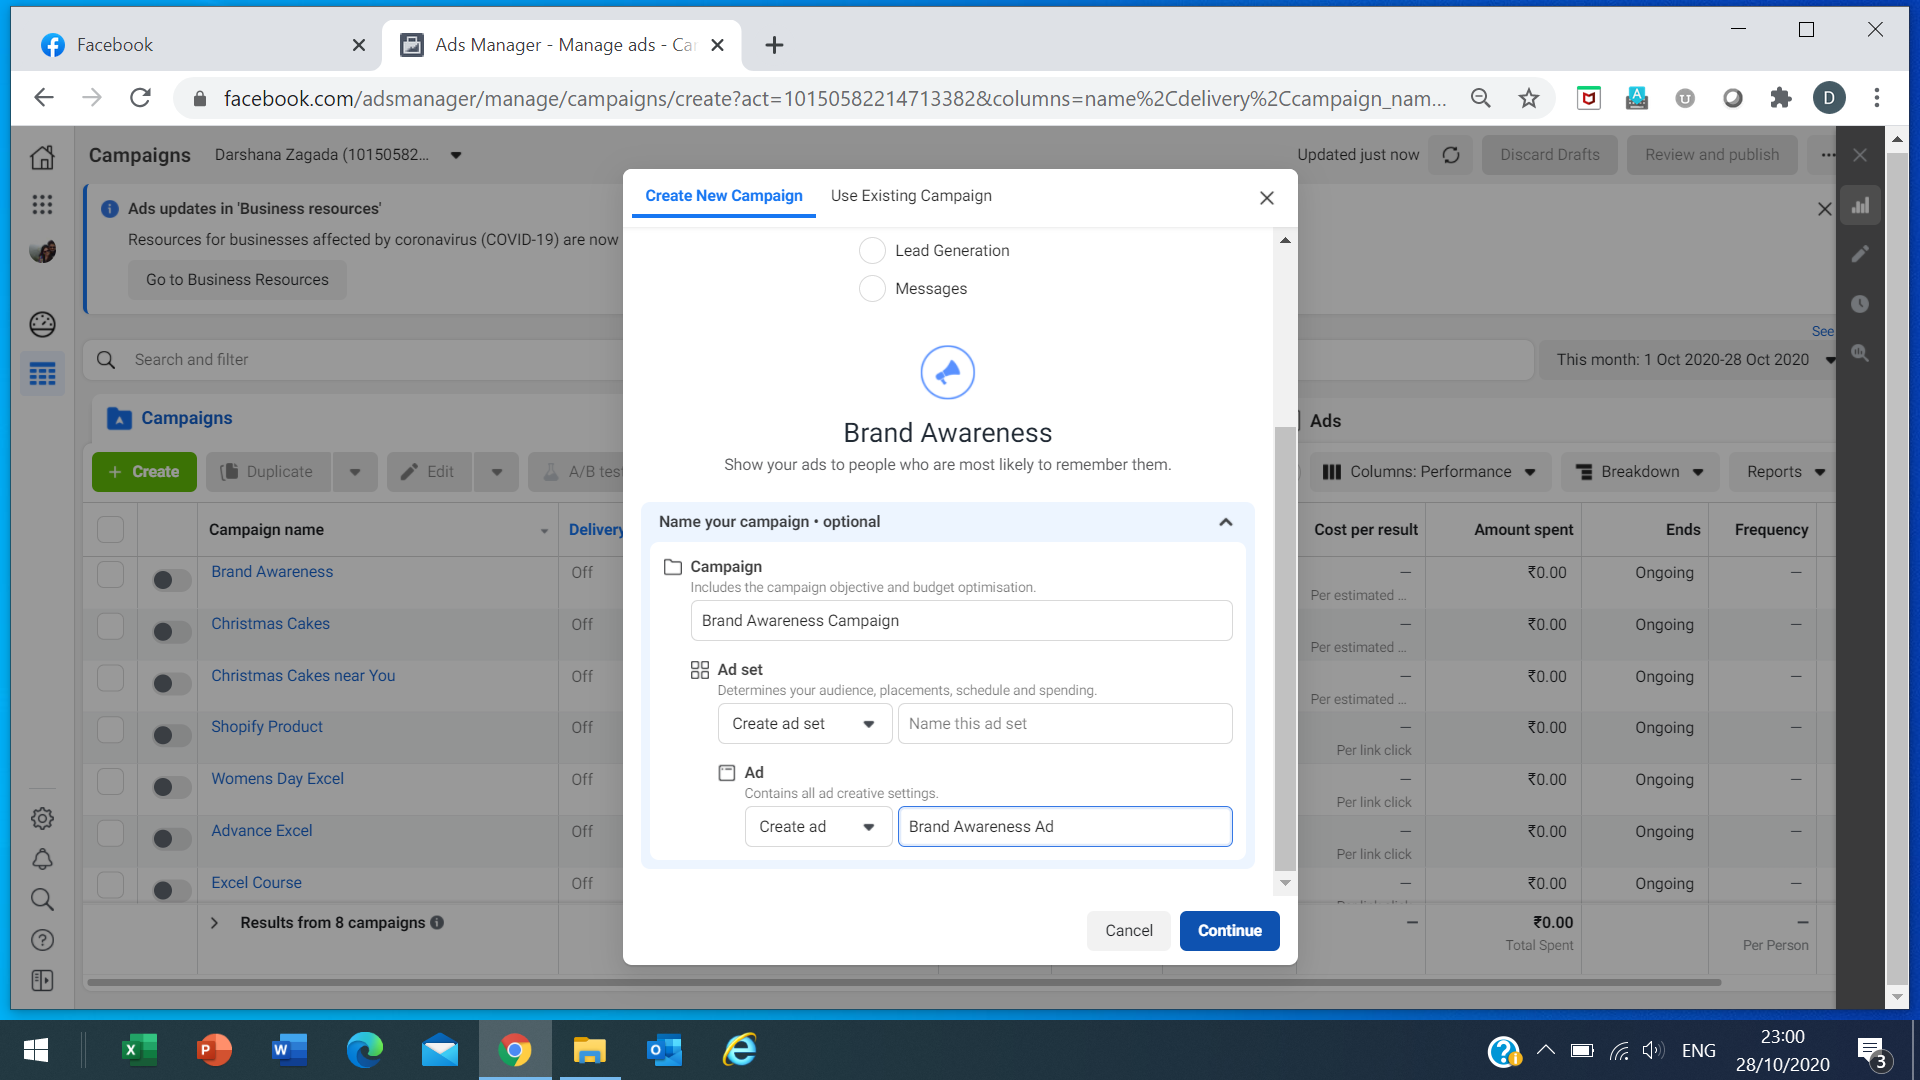 Facebook
Ads Manager - Manage ads - Ca
facebook.com/adsmanager/manage/campaigns/create?act=10150582214713382&columns=name%2Cdelivery%2Ccampaign_nam...
D
Campaigns
Darshana Zagada (10150582...
Updated just now
Discard Drafts
Review and publish
Ads updates in 'Business resources'
Resources for businesses affected by coronavirus (COVID-19) are now
Go to Business Resources
See
Search and filter
This month: 1 Oct 2020-28 Oct 2020
Campaigns
Ads
+ Create
Duplicate
Edit
A/B test
Columns: Performance
Breakdown
Reports
Campaign name
Delivery
Cost per result
Amount spent
Ends
Frequency
Brand Awareness
Off
—
Per estimated ...
₹0.00
Ongoing
—
Christmas Cakes
Off
—
Per estimated ...
₹0.00
Ongoing
—
Christmas Cakes near You
Off
—
Per estimated ...
₹0.00
Ongoing
—
Shopify Product
Off
—
Per link click
₹0.00
Ongoing
—
Womens Day Excel
Off
—
Per link click
₹0.00
Ongoing
—
Advance Excel
Off
—
Per link click
₹0.00
Ongoing
—
Excel Course
Off
—
₹0.00
Ongoing
—
Results from 8 campaigns
—
₹0.00
Total Spent
—
Per Person
Create New Campaign
Use Existing Campaign
Lead Generation
Messages
Brand Awareness
Show your ads to people who are most likely to remember them.
Name your campaign • optional
Campaign
Includes the campaign objective and budget optimisation.
Brand Awareness Campaign
Ad set
Determines your audience, placements, schedule and spending.
Create ad set
Name this ad set
Ad
Contains all ad creative settings.
Create ad
Brand Awareness Ad
Cancel
Continue
ENG
23:00
28/10/2020
3